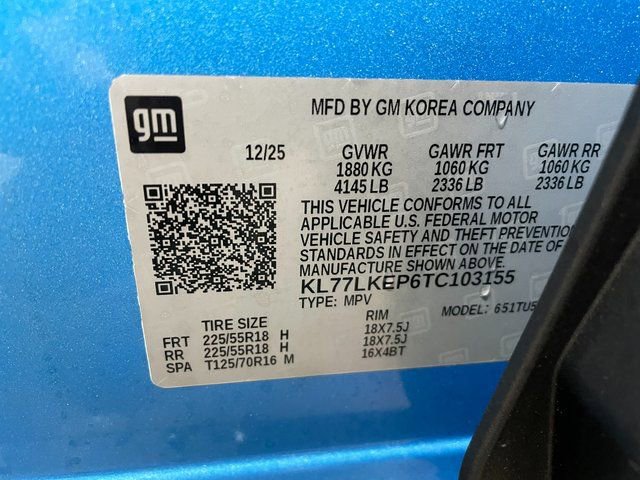 gm
MFD BY GM KOREA COMPANY
12/25 GVWR GAWR FRT GAWR RR
1880 KG 1060 KG 1060 KG
4145 LB 2336 LB 2336 LB
THIS VEHICLE CONFORMS TO ALL
APPLICABLE U.S. FEDERAL MOTOR
VEHICLE SAFETY AND THEFT PREVENTION
STANDARDS IN EFFECT ON THE DATE OF
MANUFACTURE SHOWN ABOVE.
KL77LKEP6TC103155
TYPE: MPV MODEL: 651TU5
TIRE SIZE RIM
FRT 225/55R18 H 18X7.5J
RR 225/55R18 H 18X7.5J
SPA T125/70R16 M 16X4BT